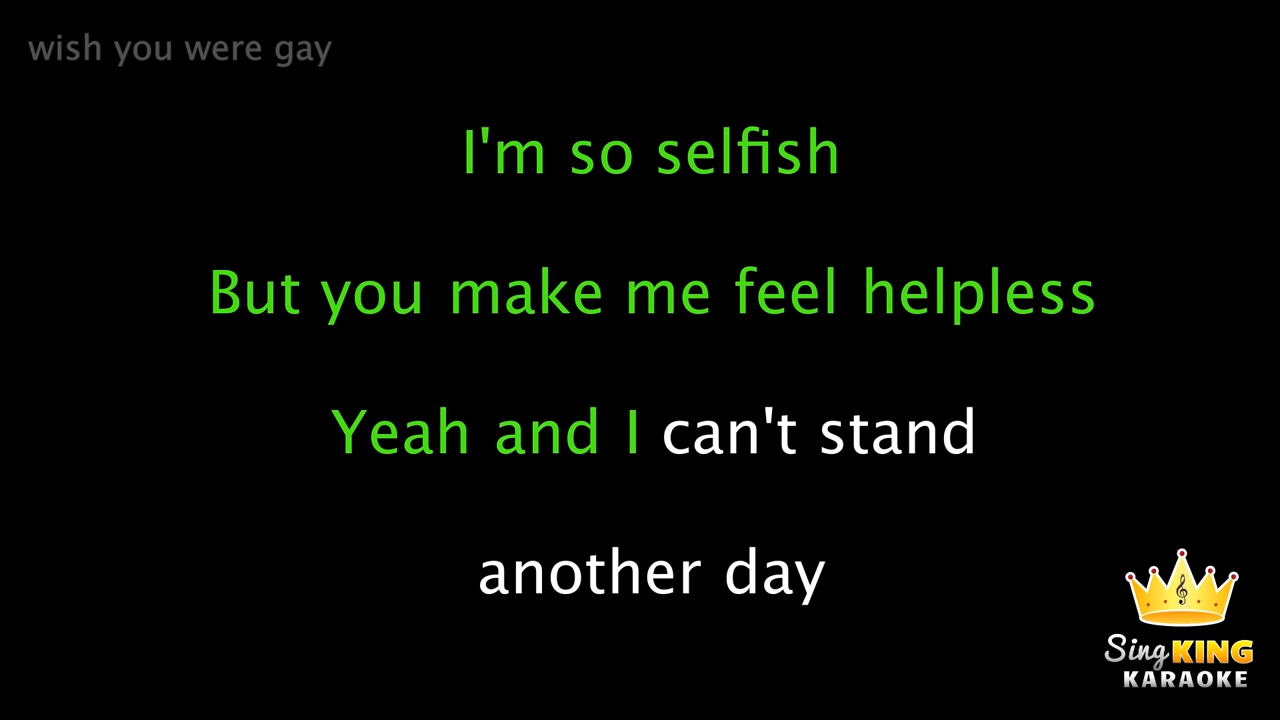 wish you were gay
I'm so selfish
But you make me feel helpless
Yeah and I can't stand
another day
Sing KING
KARAOKE